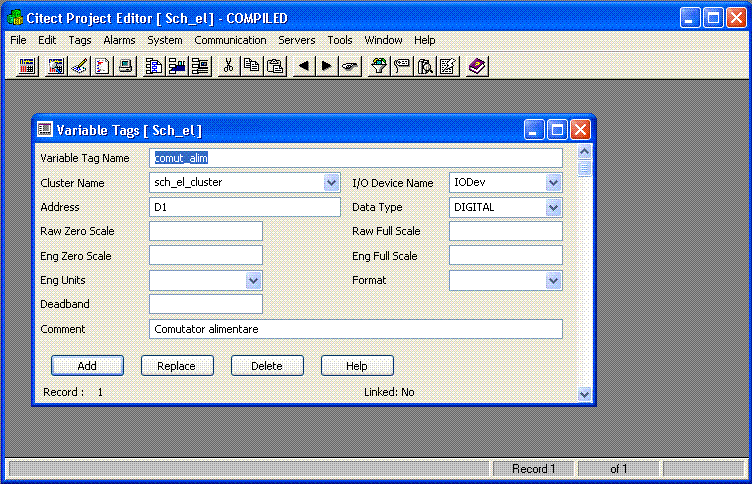 Citect Project Editor [ Sch_el ] - COMPILED
File Edit Tags Alarms System Communication Servers Tools Window Help
Variable Tags [ Sch_el ]
Variable Tag Name comut_alim
Cluster Name sch_el_cluster I/O Device Name IODev
Address D1 Data Type DIGITAL
Raw Zero Scale Raw Full Scale
Eng Zero Scale Eng Full Scale
Eng Units Format
Deadband
Comment Comutator alimentare
Add Replace Delete Help
Record : 1 Linked: No
Record 1 of 1